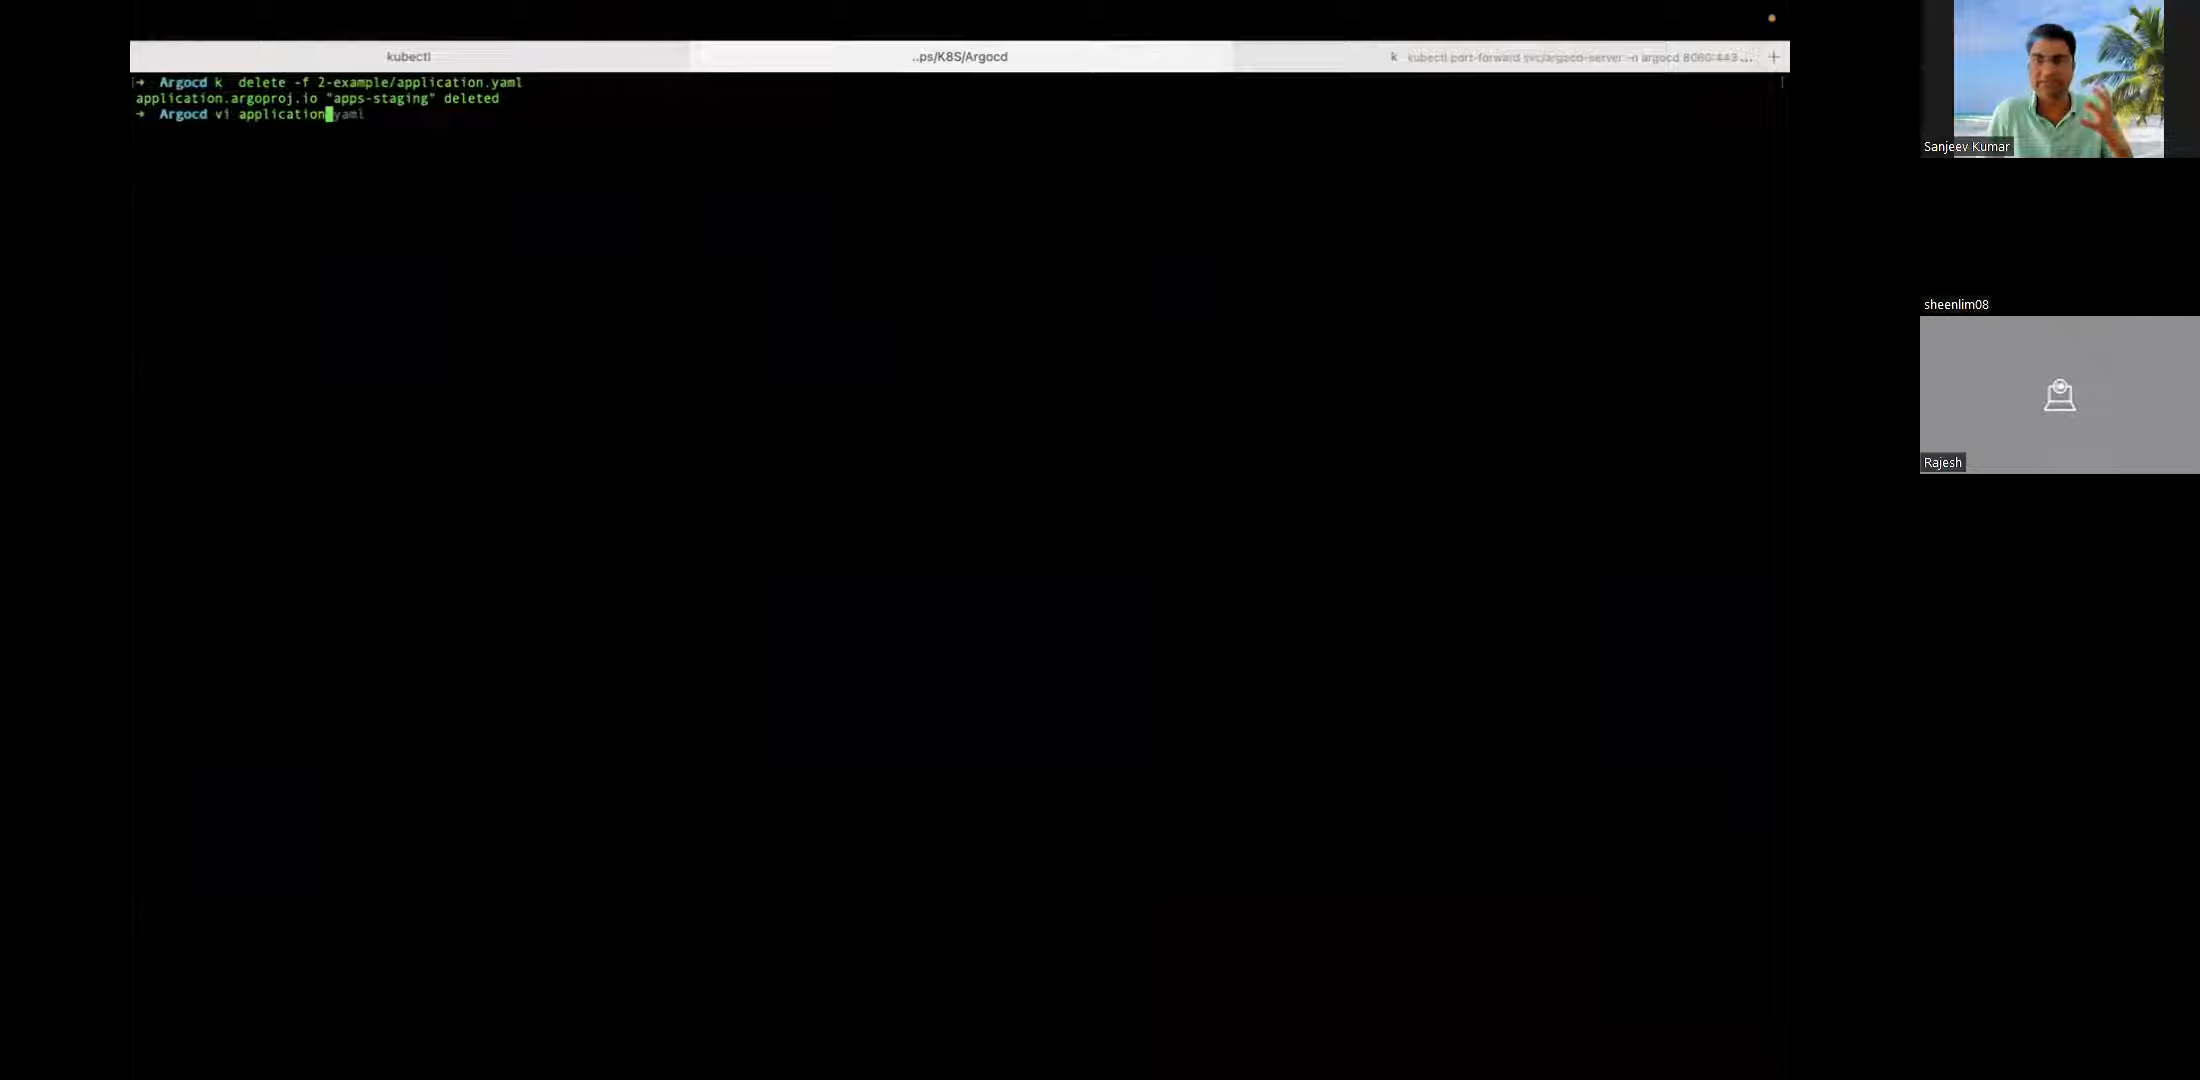 kubectl
..ps/K8S/Argocd
k kubectl port-forward svc/argocd-server -n argocd 8080:443 ... +
→ Argocd k delete -f 2-example/application.yaml
application.argoproj.io "apps-staging" deleted
→ Argocd vi application yaml
Sanjeev Kumar
sheenlim08
Rajesh